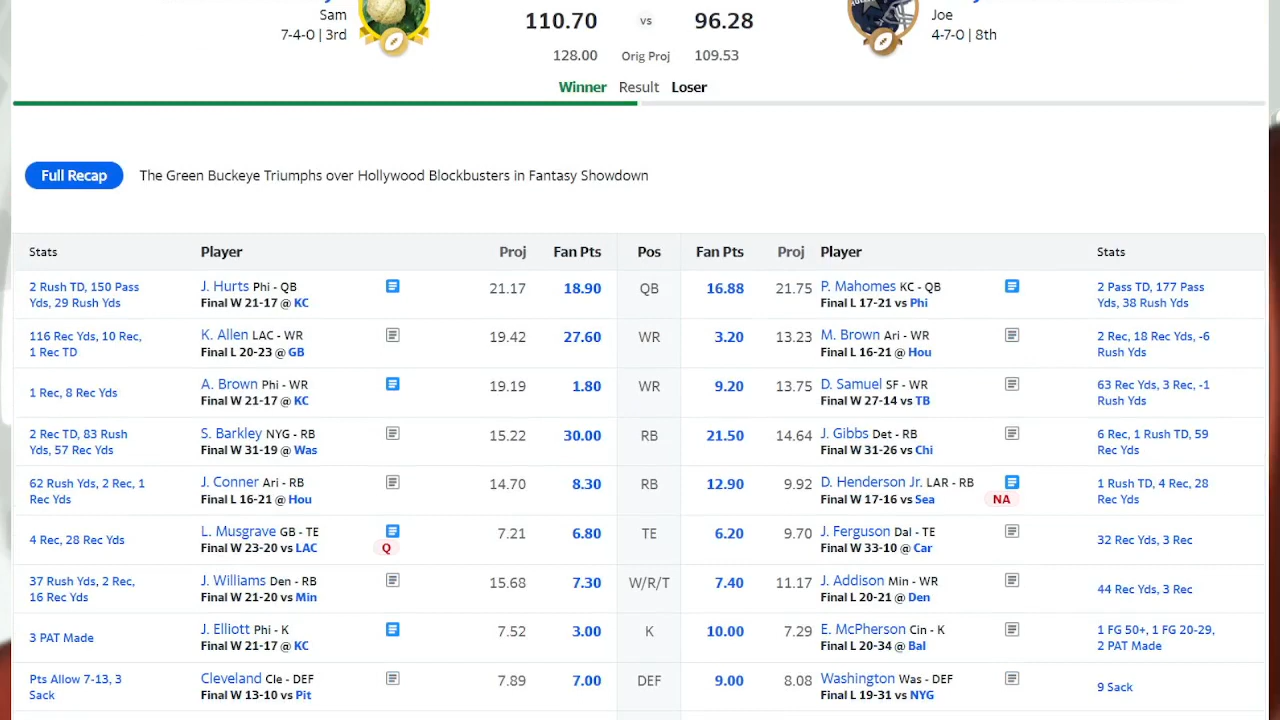 Sam
7-4-0 | 3rd
110.70 vs 96.28
128.00 Orig Proj 109.53
Joe
4-7-0 | 8th
Winner Result Loser
Full Recap The Green Buckeye Triumphs over Hollywood Blockbusters in Fantasy Showdown
Stats Player Proj Fan Pts Pos Fan Pts Proj Player Stats
2 Rush TD, 150 Pass
Yds, 29 Rush Yds
J. Hurts Phi - QB
Final W 21-17 @ KC
21.17 18.90 QB 16.88 21.75
P. Mahomes KC - QB
Final L 17-21 vs Phi
2 Pass TD, 177 Pass
Yds, 38 Rush Yds
116 Rec Yds, 10 Rec,
1 Rec TD
K. Allen LAC - WR
Final L 20-23 @ GB
19.42 27.60 WR 3.20 13.23
M. Brown Ari - WR
Final L 16-21 @ Hou
2 Rec, 18 Rec Yds, -6
Rush Yds
1 Rec, 8 Rec Yds
A. Brown Phi - WR
Final W 21-17 @ KC
19.19 1.80 WR 9.20 13.75
D. Samuel SF - WR
Final W 27-14 vs TB
63 Rec Yds, 3 Rec, -1
Rush Yds
2 Rec TD, 83 Rush
Yds, 57 Rec Yds
S. Barkley NYG - RB
Final W 31-19 @ Was
15.22 30.00 RB 21.50 14.64
J. Gibbs Det - RB
Final W 31-26 vs Chi
6 Rec, 1 Rush TD, 59
Rec Yds
62 Rush Yds, 2 Rec, 1
Rec Yds
J. Conner Ari - RB
Final L 16-21 @ Hou
14.70 8.30 RB 12.90 9.92
D. Henderson Jr. LAR - RB
Final W 17-16 vs Sea
NA
1 Rush TD, 4 Rec, 28
Rec Yds
4 Rec, 28 Rec Yds
L. Musgrave GB - TE
Final W 23-20 vs LAC
Q
7.21 6.80 TE 6.20 9.70
J. Ferguson Dal - TE
Final W 33-10 @ Car
32 Rec Yds, 3 Rec
37 Rush Yds, 2 Rec,
16 Rec Yds
J. Williams Den - RB
Final W 21-20 vs Min
15.68 7.30 W/R/T 7.40 11.17
J. Addison Min - WR
Final L 20-21 @ Den
44 Rec Yds, 3 Rec
3 PAT Made
J. Elliott Phi - K
Final W 21-17 @ KC
7.52 3.00 K 10.00 7.29
E. McPherson Cin - K
Final L 20-34 @ Bal
1 FG 50+, 1 FG 20-29,
2 PAT Made
Pts Allow 7-13, 3
Sack
Cleveland Cle - DEF
Final W 13-10 vs Pit
7.89 7.00 DEF 9.00 8.08
Washington Was - DEF
Final L 19-31 vs NYG
9 Sack